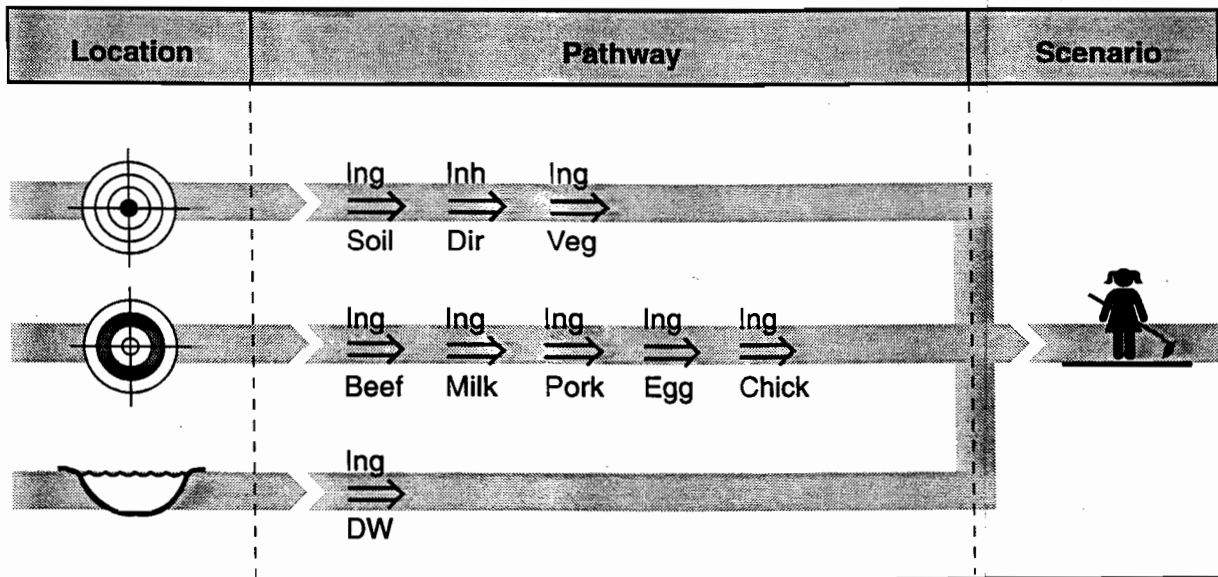 Location Pathway Scenario
Ing Inh Ing
Soil Dir Veg
Ing Ing Ing Ing Ing
Beef Milk Pork Egg Chick
Ing
DW